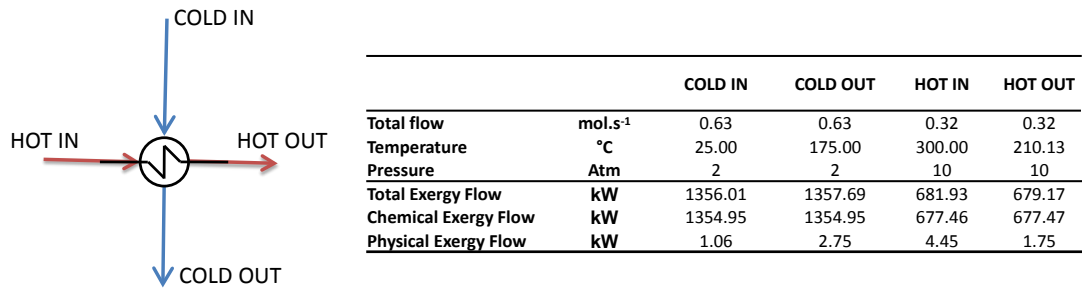 COLD IN
HOT IN
HOT OUT
COLD OUT
COLD IN COLD OUT HOT IN HOT OUT
Total flow mol.s-1 0.63 0.63 0.32 0.32
Temperature °C 25.00 175.00 300.00 210.13
Pressure Atm 2 2 10 10
Total Exergy Flow kW 1356.01 1357.69 681.93 679.17
Chemical Exergy Flow kW 1354.95 1354.95 677.46 677.47
Physical Exergy Flow kW 1.06 2.75 4.45 1.75